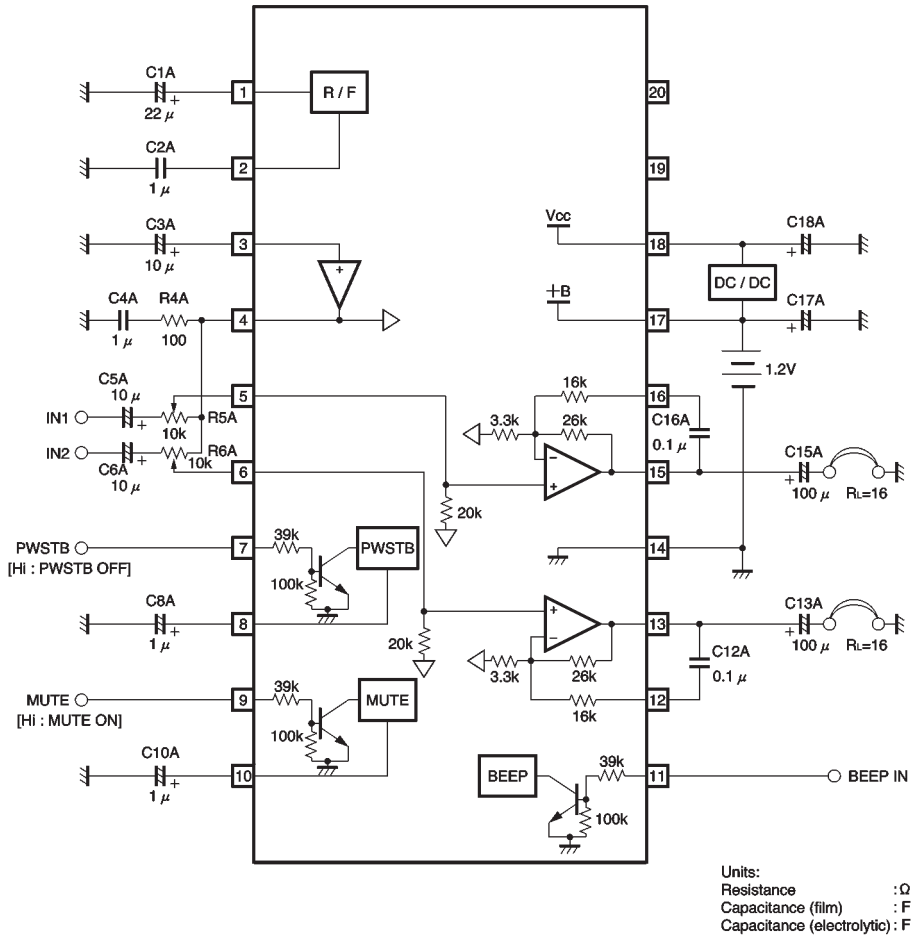 C1A
22 μ
1
R / F
20
C2A
1 μ
2
19
C3A
10 μ
3
+
Vcc
18
C18A
+
DC / DC
C4A
R4A
1 μ
100
4
+B
17
C17A
+
1.2V
C5A
10 μ
5
16k
16
IN1
+
10k
R5A
3.3k
26k
C16A
0.1 μ
IN2
+
10k
R6A
C6A
10 μ
6
−
+
15
C15A
+
100 μ
RL=16
20k
PWSTB
[Hi : PWSTB OFF]
7
39k
PWSTB
14
100k
C8A
1 μ
+
8
20k
+
−
13
C13A
+
100 μ
RL=16
3.3k
26k
C12A
0.1 μ
MUTE
[Hi : MUTE ON]
9
39k
MUTE
16k
12
100k
C10A
1 μ
+
10
BEEP
39k
11
BEEP IN
100k
Units:
Resistance : Ω
Capacitance (film) : F
Capacitance (electrolytic) : F